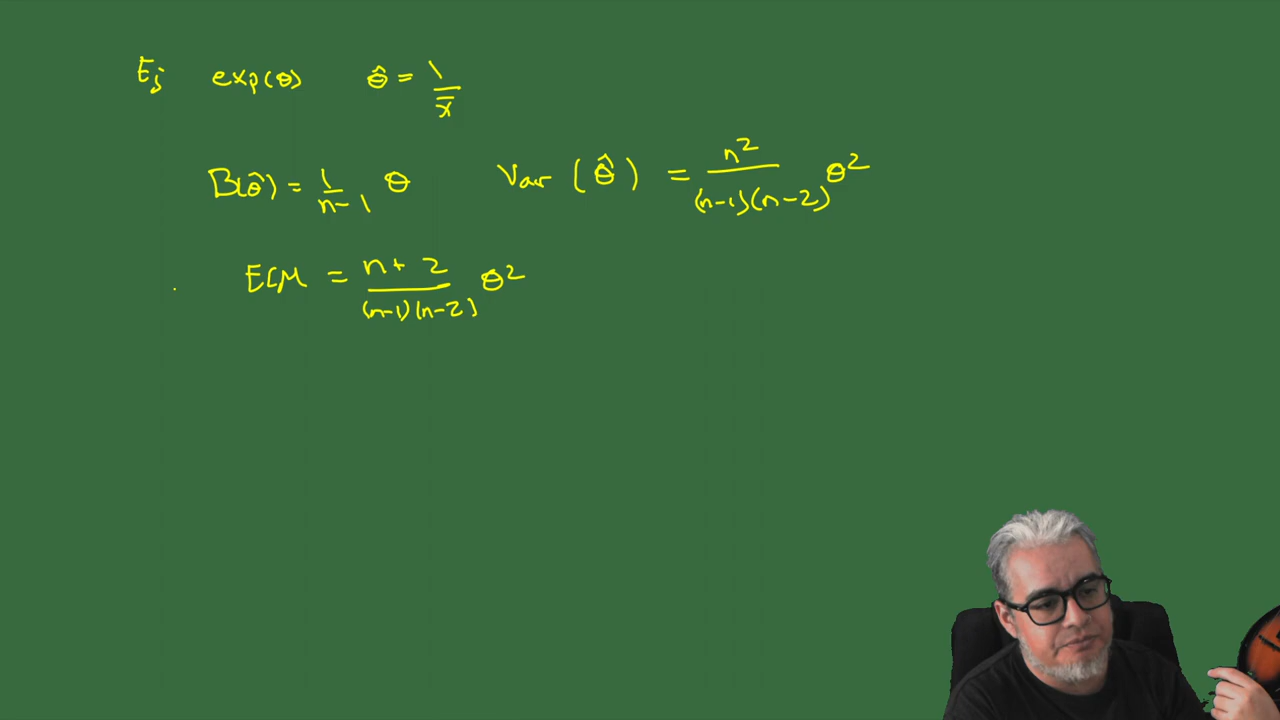 Ej exp(θ) θ̂ = 1/x̄
B(θ̂) = 1/(n-1) θ Var (θ̂) = n²/((n-1)(n-2)) θ²
ECM = (n+2)/((n-1)(n-2)) θ²